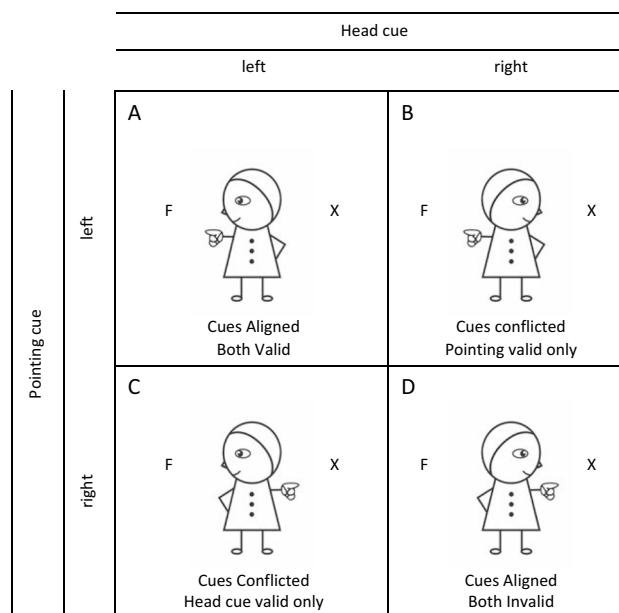 Head cue
left right
Pointing cue
left
A B
F X F X
Cues Aligned Cues conflicted
Both Valid Pointing valid only
right
C D
F X F X
Cues Conflicted Cues Aligned
Head cue valid only Both Invalid